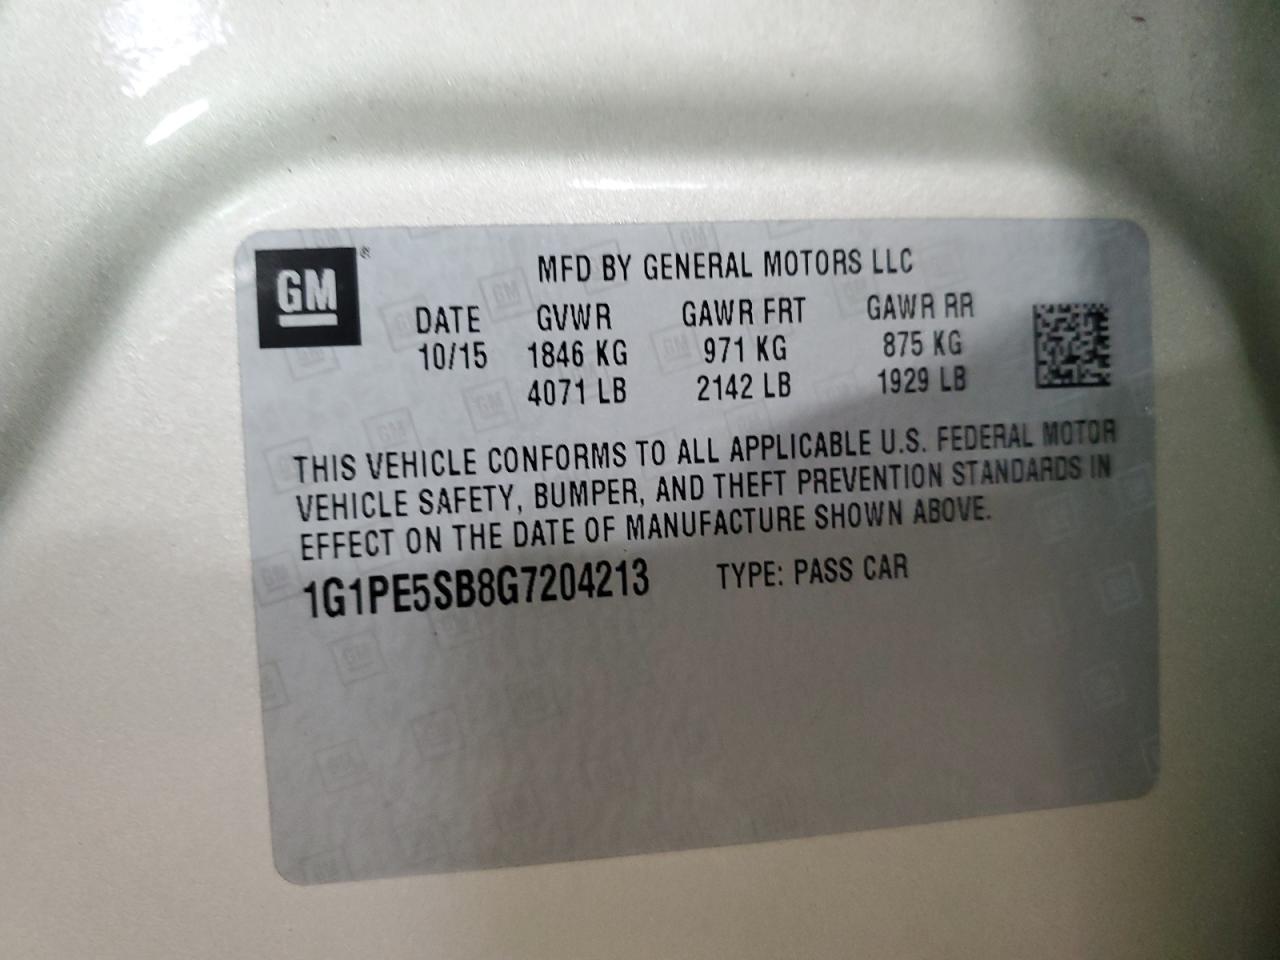 GM ®
MFD BY GENERAL MOTORS LLC
DATE GVWR GAWR FRT GAWR RR
10/15 1846 KG 971 KG 875 KG
4071 LB 2142 LB 1929 LB
THIS VEHICLE CONFORMS TO ALL APPLICABLE U.S. FEDERAL MOTOR
VEHICLE SAFETY, BUMPER, AND THEFT PREVENTION STANDARDS IN
EFFECT ON THE DATE OF MANUFACTURE SHOWN ABOVE.
1G1PE5SB8G7204213 TYPE: PASS CAR